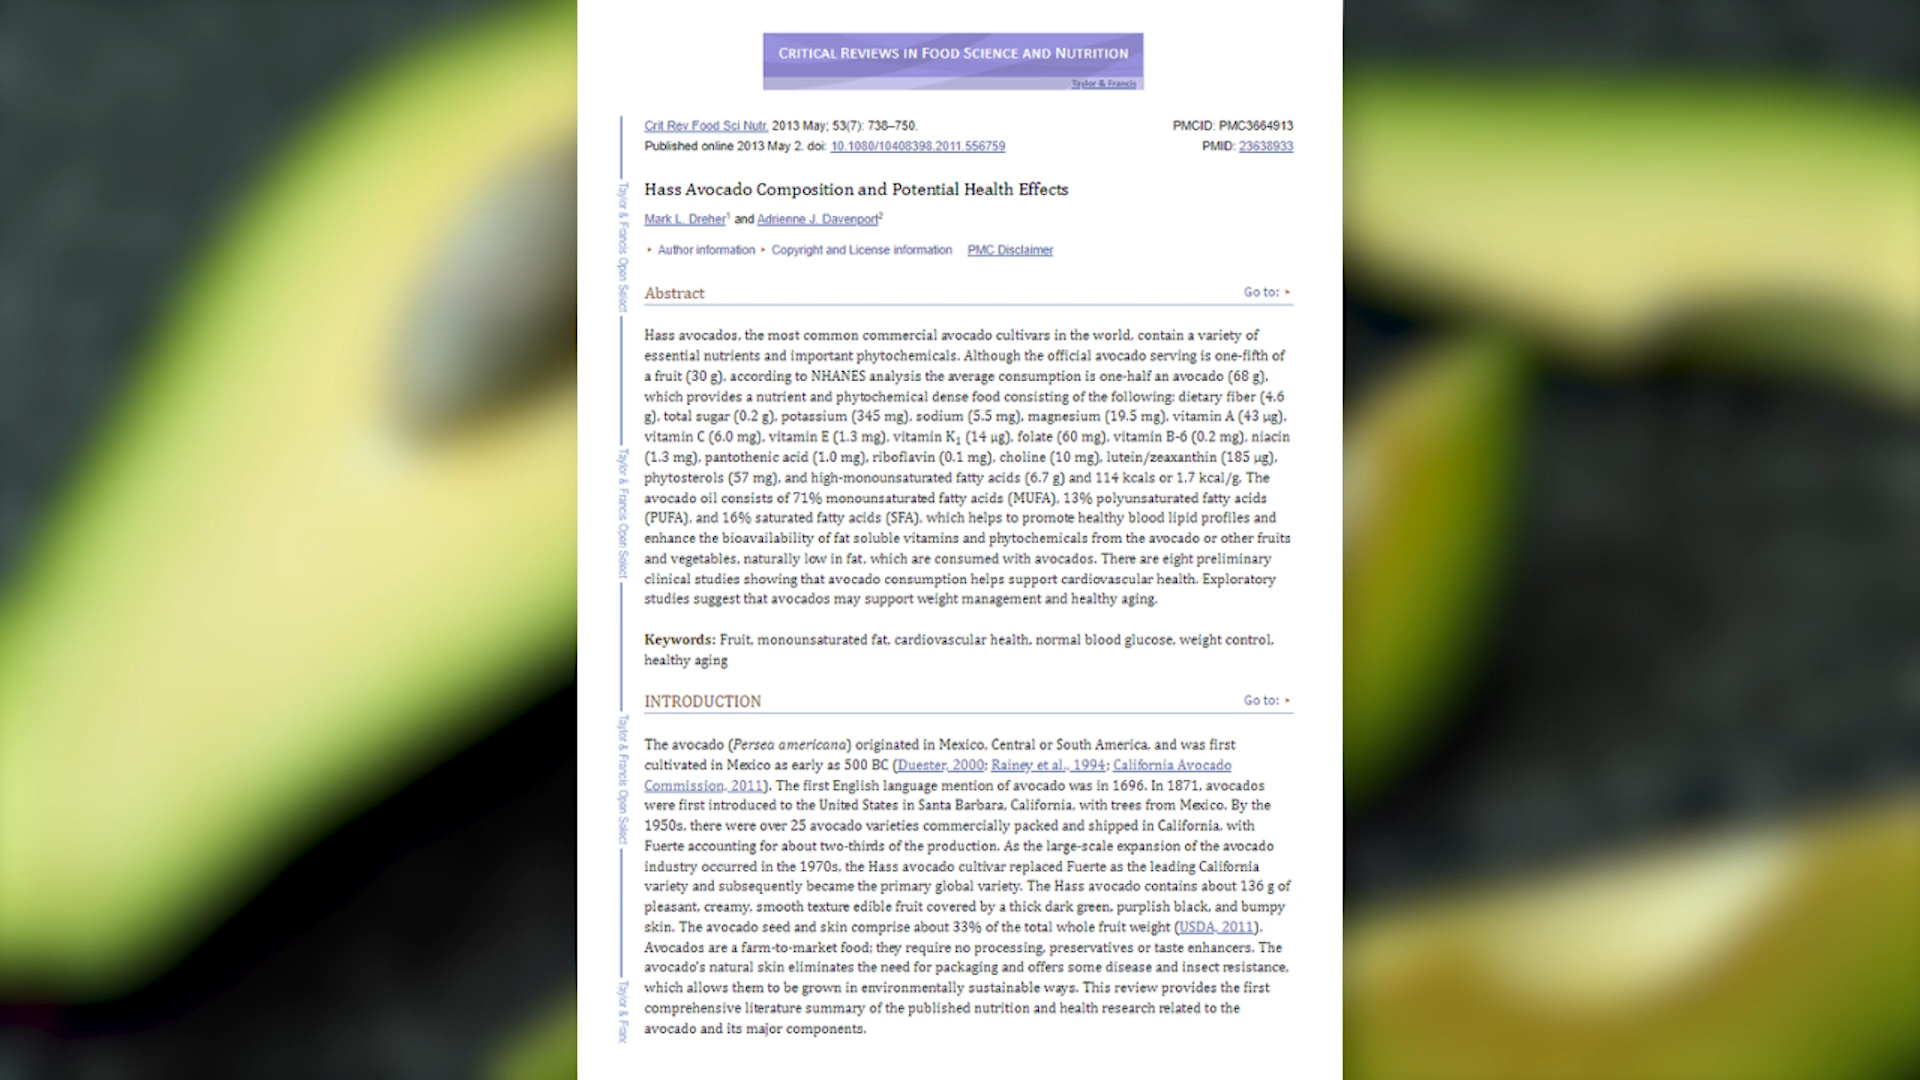 CRITICAL REVIEWS IN FOOD SCIENCE AND NUTRITION
Taylor & Francis
Crit Rev Food Sci Nutr. 2013 May; 53(7): 738–750.
PMCID: PMC3664913
Published online 2013 May 2. doi: 10.1080/10408398.2011.556759
PMID: 23638933
Hass Avocado Composition and Potential Health Effects
Mark L. Dreher1 and Adrienne J. Davenport2
Author information Copyright and License information PMC Disclaimer
Abstract
Go to:
Hass avocados, the most common commercial avocado cultivars in the world, contain a variety of
essential nutrients and important phytochemicals. Although the official avocado serving is one-fifth of
a fruit (30 g), according to NHANES analysis the average consumption is one-half an avocado (68 g),
which provides a nutrient and phytochemical dense food consisting of the following: dietary fiber (4.6
g), total sugar (0.2 g), potassium (345 mg), sodium (5.5 mg), magnesium (19.5 mg), vitamin A (43 μg),
vitamin C (6.0 mg), vitamin E (1.3 mg), vitamin K1 (14 μg), folate (60 mg), vitamin B-6 (0.2 mg), niacin
(1.3 mg), pantothenic acid (1.0 mg), riboflavin (0.1 mg), choline (10 mg), lutein/zeaxanthin (185 μg),
phytosterols (57 mg), and high-monounsaturated fatty acids (6.7 g) and 114 kcals or 1.7 kcal/g. The
avocado oil consists of 71% monounsaturated fatty acids (MUFA), 13% polyunsaturated fatty acids
(PUFA), and 16% saturated fatty acids (SFA), which helps to promote healthy blood lipid profiles and
enhance the bioavailability of fat soluble vitamins and phytochemicals from the avocado or other fruits
and vegetables, naturally low in fat, which are consumed with avocados. There are eight preliminary
clinical studies showing that avocado consumption helps support cardiovascular health. Exploratory
studies suggest that avocados may support weight management and healthy aging.
Keywords: Fruit, monounsaturated fat, cardiovascular health, normal blood glucose, weight control,
healthy aging
INTRODUCTION
Go to:
The avocado (Persea americana) originated in Mexico, Central or South America, and was first
cultivated in Mexico as early as 500 BC (Duester, 2000; Rainey et al., 1994; California Avocado
Commission, 2011). The first English language mention of avocado was in 1696. In 1871, avocados
were first introduced to the United States in Santa Barbara, California, with trees from Mexico. By the
1950s, there were over 25 avocado varieties commercially packed and shipped in California, with
Fuerte accounting for about two-thirds of the production. As the large-scale expansion of the avocado
industry occurred in the 1970s, the Hass avocado cultivar replaced Fuerte as the leading California
variety and subsequently became the primary global variety. The Hass avocado contains about 136 g of
pleasant, creamy, smooth texture edible fruit covered by a thick dark green, purplish black, and bumpy
skin. The avocado seed and skin comprise about 33% of the total whole fruit weight (USDA, 2011).
Avocados are a farm-to-market food; they require no processing, preservatives or taste enhancers. The
avocado's natural skin eliminates the need for packaging and offers some disease and insect resistance,
which allows them to be grown in environmentally sustainable ways. This review provides the first
comprehensive literature summary of the published nutrition and health research related to the
avocado and its major components.
Taylor & Francis Open Select
Taylor & Francis Open Select
Taylor & Francis Open Select
Taylor & Franc